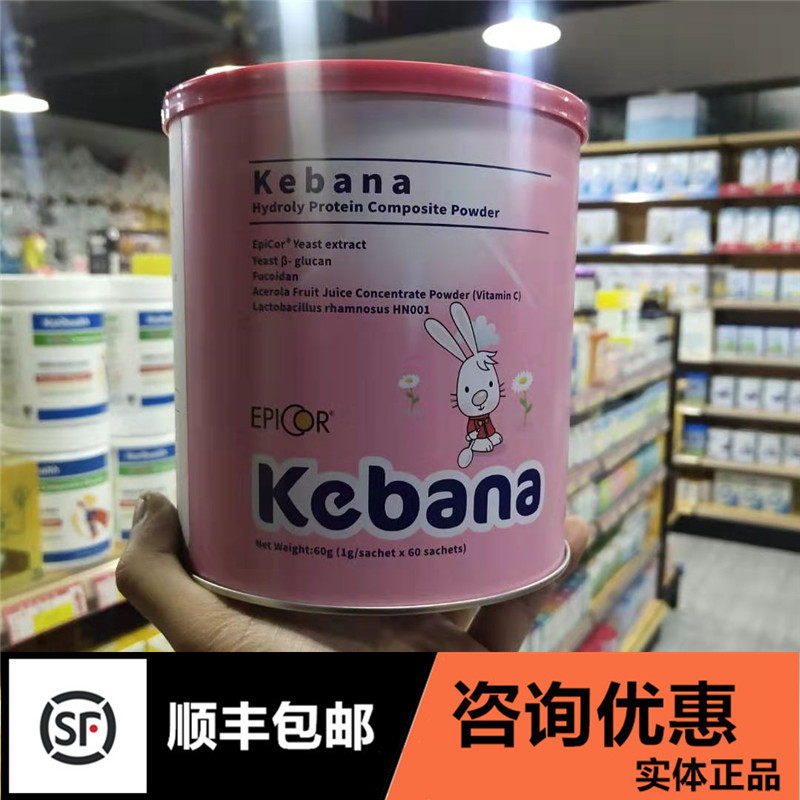 Kebana
Hydroly Protein Composite Powder
EpiCor® Yeast extract
Yeast β- glucan
Fucoidan
Acerola Fruit Juice Concentrate Powder (Vitamin C)
Lactobacillus rhamnosus HN001
EPICOR®
Kebana
Net Weight:60g (1g/sachet x 60 sachets)
SF
顺丰包邮
咨询优惠
实体正品